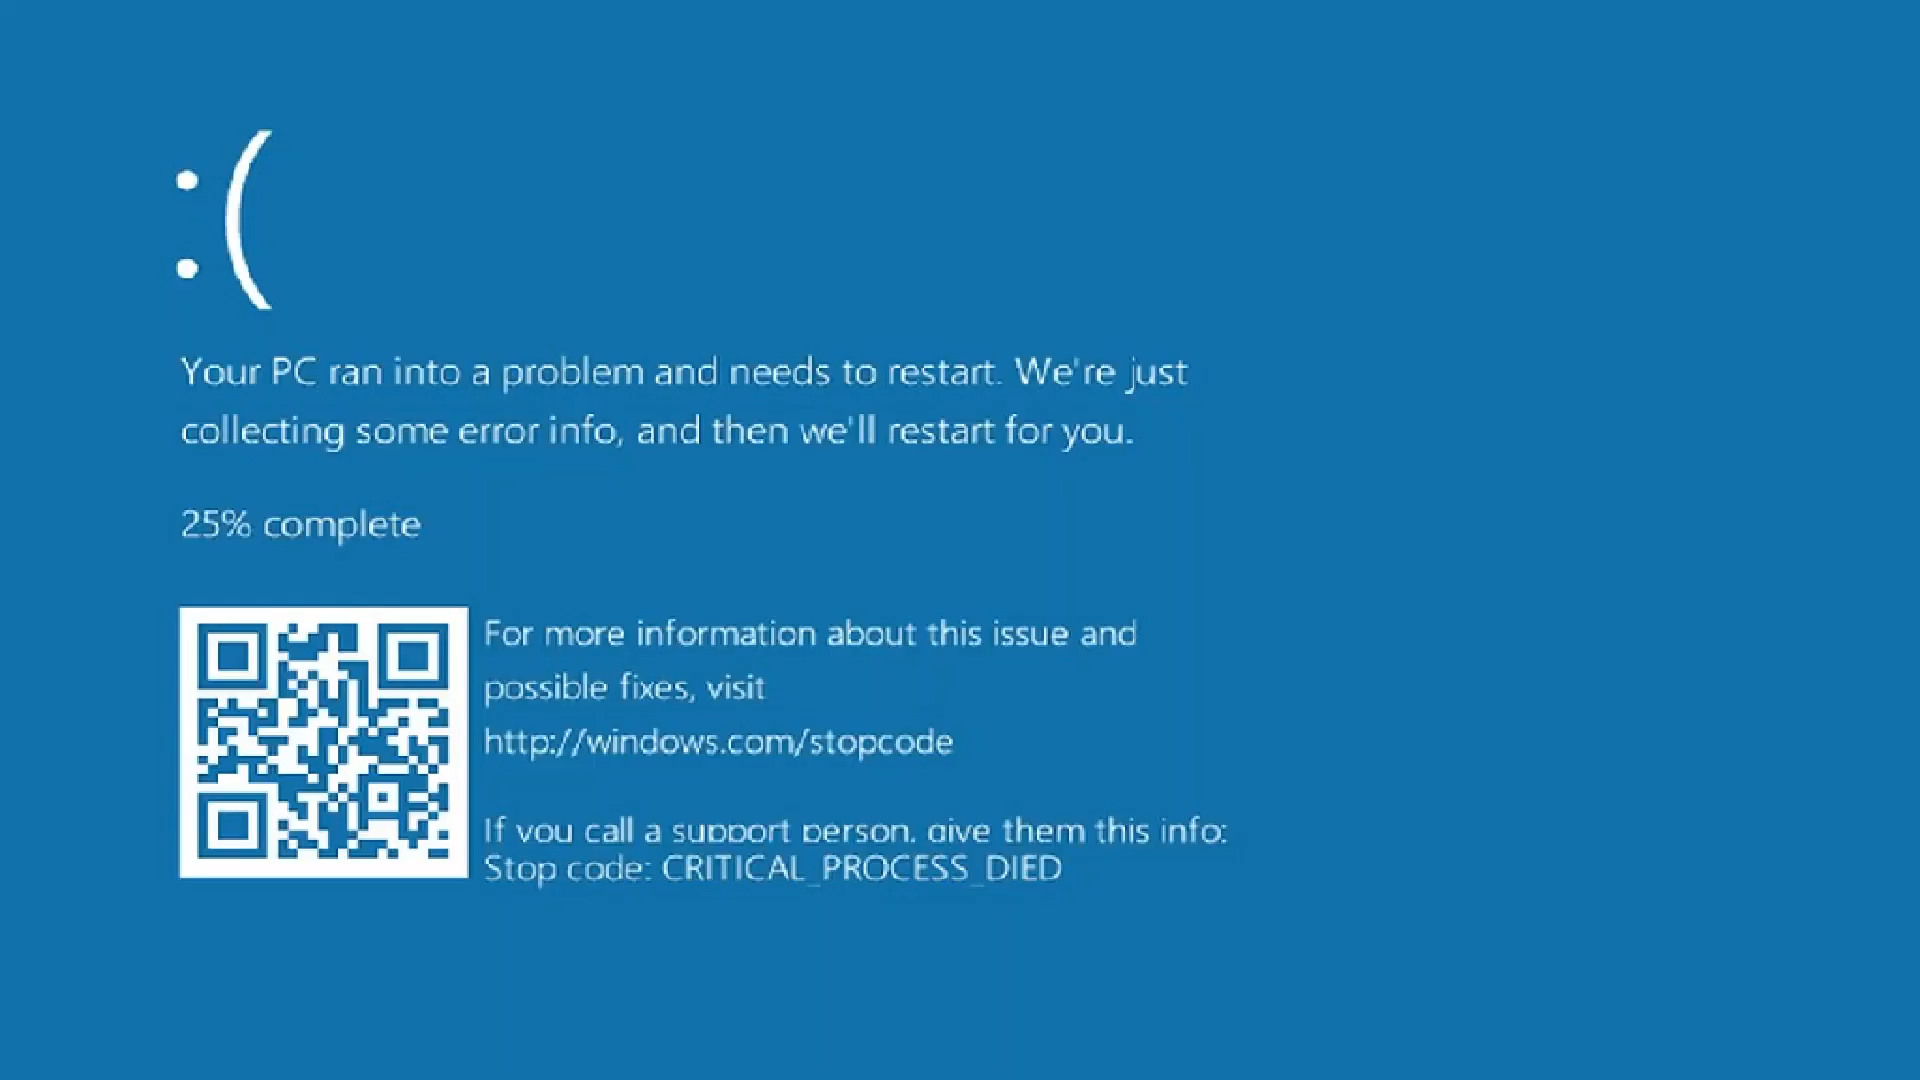 :(
Your PC ran into a problem and needs to restart. We're just
collecting some error info, and then we'll restart for you.
25% complete
For more information about this issue and
possible fixes, visit
http://windows.com/stopcode
If you call a support person, give them this info:
Stop code: CRITICAL_PROCESS_DIED